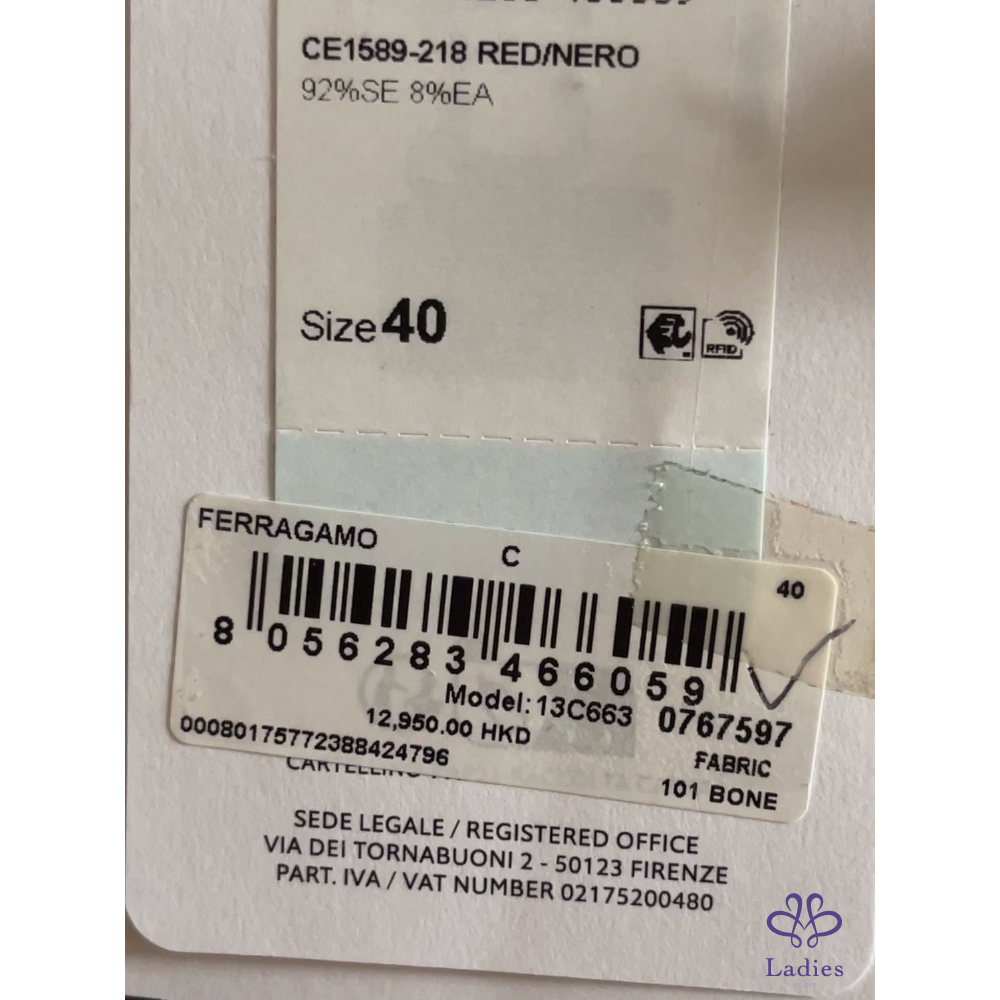 CE1589-218 RED/NERO
92%SE 8%EA
Size 40
RFID
FERRAGAMO
C
40
8 056283 466059
Model: 13C663 0767597
12,950.00 HKD
FABRIC
00080175772388424796
101 BONE
CARTELLINO
SEDE LEGALE / REGISTERED OFFICE
VIA DEI TORNABUONI 2 - 50123 FIRENZE
PART. IVA / VAT NUMBER 02175200480
Ladies